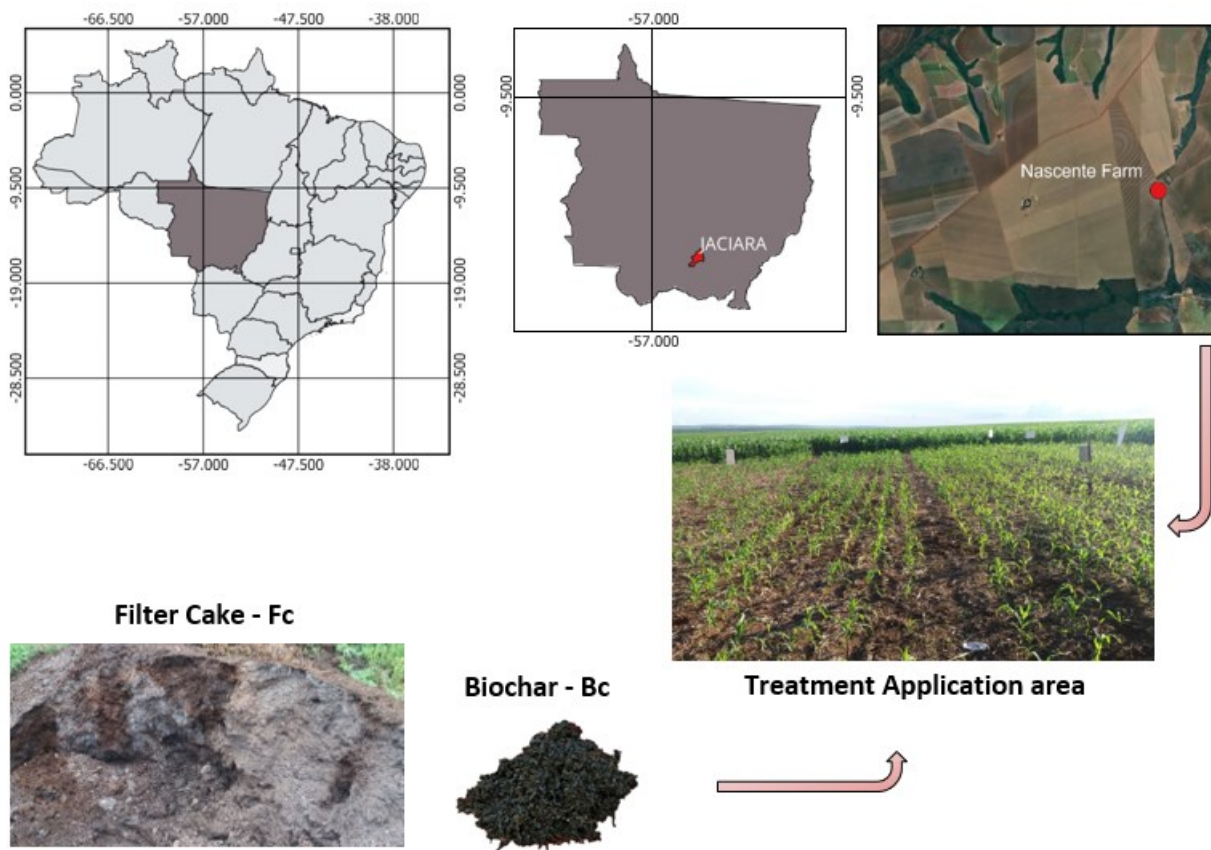 -66.500 -57.000 -47.500 -38.000
0.000
0.000
-9.500
-9.500
-19.000
-19.000
-28.500
-28.500
-66.500 -57.000 -47.500 -38.000
-57.000
-9.500
-9.500
JACIARA
-57.000
Nascente Farm
Filter Cake - Fc
Biochar - Bc
Treatment Application area